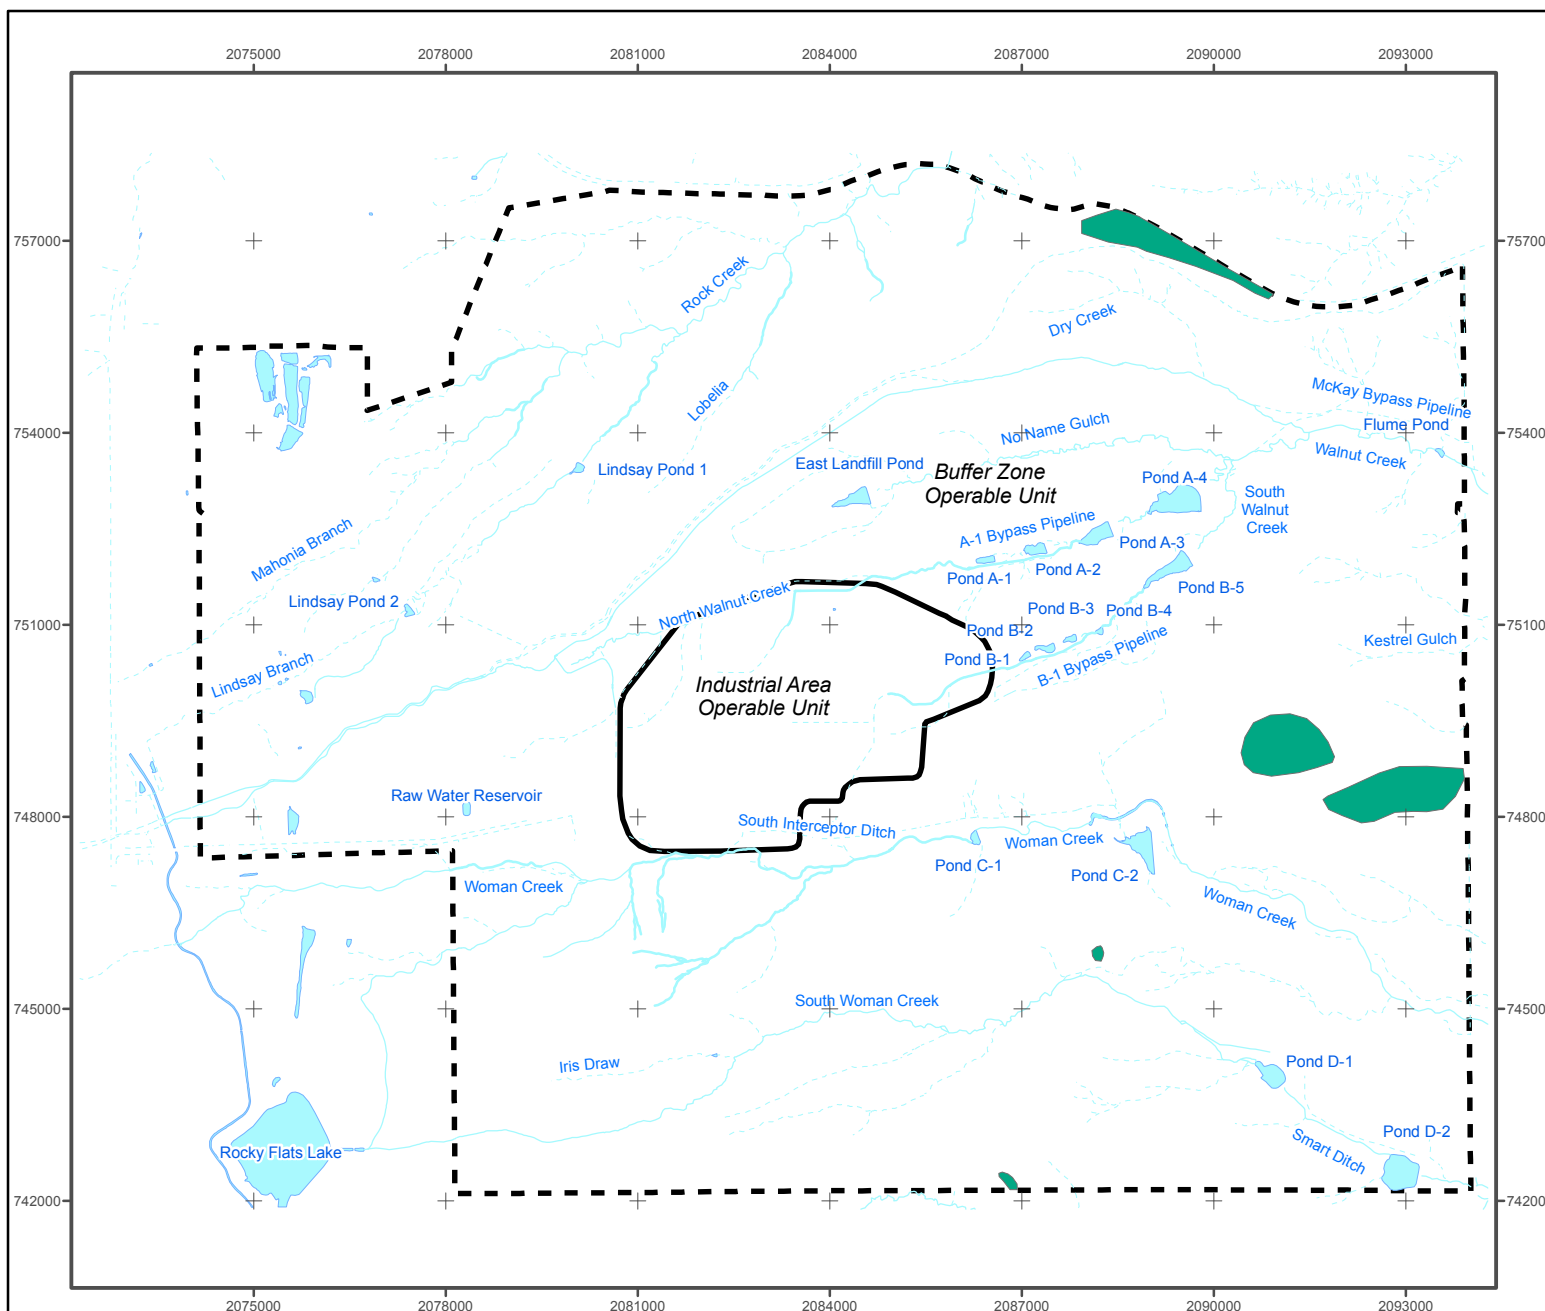 2075000 2078000 2081000 2084000 2087000 2090000 2093000
757000
75700
Rock Creek
Dry Creek
Lobelia
McKay Bypass Pipeline
Flume Pond
No Name Gulch
754000
75400
Walnut Creek
East Landfill Pond
Lindsay Pond 1
Buffer Zone
Operable Unit
Pond A-4
South
Walnut
Creek
A-1 Bypass Pipeline
Mahonia Branch
Pond A-3
Pond A-2
Pond A-1
Pond B-5
Lindsay Pond 2
North Walnut Creek
Pond B-3
Pond B-4
751000
75100
Pond B-2
Kestrel Gulch
Pond B-1
B-1 Bypass Pipeline
Lindsay Branch
Industrial Area
Operable Unit
Raw Water Reservoir
748000
74800
South Interceptor Ditch
Woman Creek
Pond C-1
Pond C-2
Woman Creek
Woman Creek
South Woman Creek
745000
74500
Iris Draw
Pond D-1
Pond D-2
Smart Ditch
Rocky Flats Lake
742000
74200
2075000 2078000 2081000 2084000 2087000 2090000 2093000